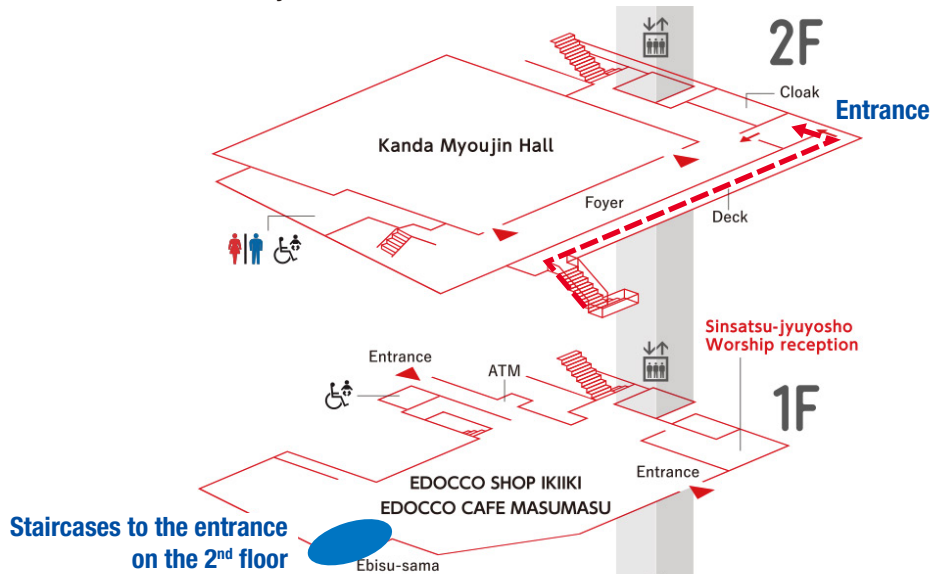 2F
Cloak
Entrance
Kanda Myoujin Hall
Foyer
Deck
Sinsatsu-jyuyosho
Worship reception
Entrance
ATM
1F
Entrance
EDOCCO SHOP IKIIKI
EDOCCO CAFE MASUMASU
Staircases to the entrance
on the 2nd floor
Ebisu-sama